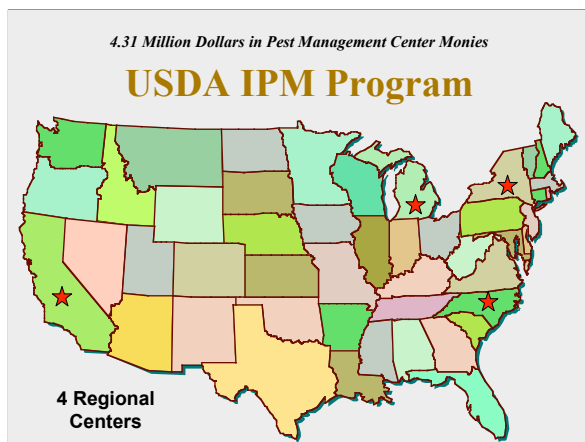 4.31 Million Dollars in Pest Management Center Monies
USDA IPM Program
4 Regional
Centers